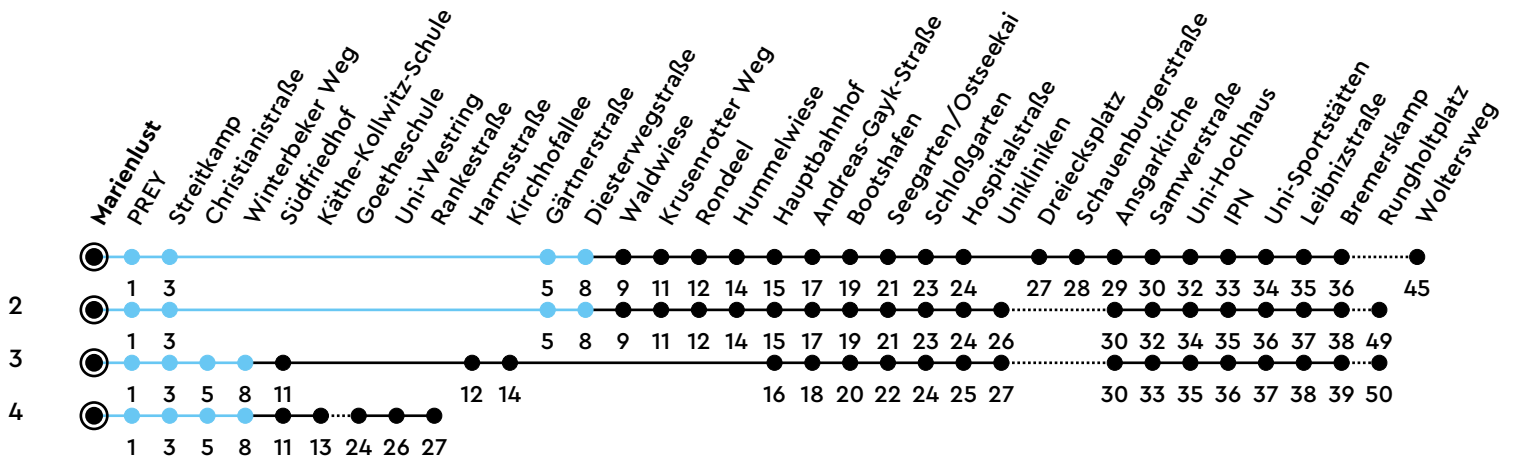 Marienlust
PREY
Streitkamp
Christianistraße
Winterbeker Weg
Südfriedhof
Käthe-Kollwitz-Schule
Goetheschule
Uni-Westring
Rankestraße
Harmsstraße
Kirchhofallee
Gärtnerstraße
Diesterwegstraße
Waldwiese
Krusenrotter Weg
Rondeel
Hummelwiese
Hauptbahnhof
Andreas-Gayk-Straße
Bootshafen
Seegarten/Ostseekai
Schloßgarten
Hospitalstraße
Unikliniken
Dreiecksplatz
Schauenburgerstraße
Ansgarkirche
Samwerstraße
Uni-Hochhaus
IPN
Uni-Sportstätten
Leibnizstraße
Bremerskamp
Rungholtplatz
Woltersweg
1 3 5 8 9 11 12 14 15 17 19 21 23 24 27 28 29 30 32 33 34 35 36 45
2
1 3 5 8 9 11 12 14 15 17 19 21 23 24 26 30 32 34 35 36 37 38 49
3
1 3 5 8 11 12 14 16 18 20 22 24 25 27 30 33 35 36 37 38 39 50
4
1 3 5 8 11 13 24 26 27